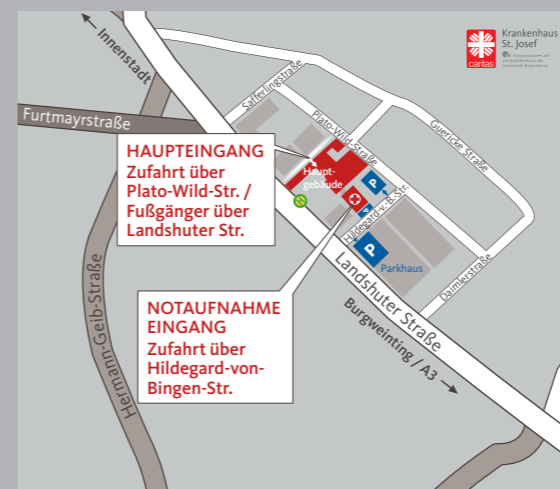 Krankenhaus
St. Josef
caritas
Innenstadt
Furtmayrstraße
Safferlingstraße
Plato-Wild-Straße
Guericke Straße
HAUPTEINGANG
Zufahrt über
Plato-Wild-Str. /
Fußgänger über
Landshuter Str.
Haupt-
gebäude
P
P
P
Hildegard-v.-B.-Str.
Parkhaus
Daimlerstraße
Landshuter Straße
Burgweinting / A3
Hermann-Geib-Straße
NOTAUFNAHME
EINGANG
Zufahrt über
Hildegard-von-
Bingen-Str.